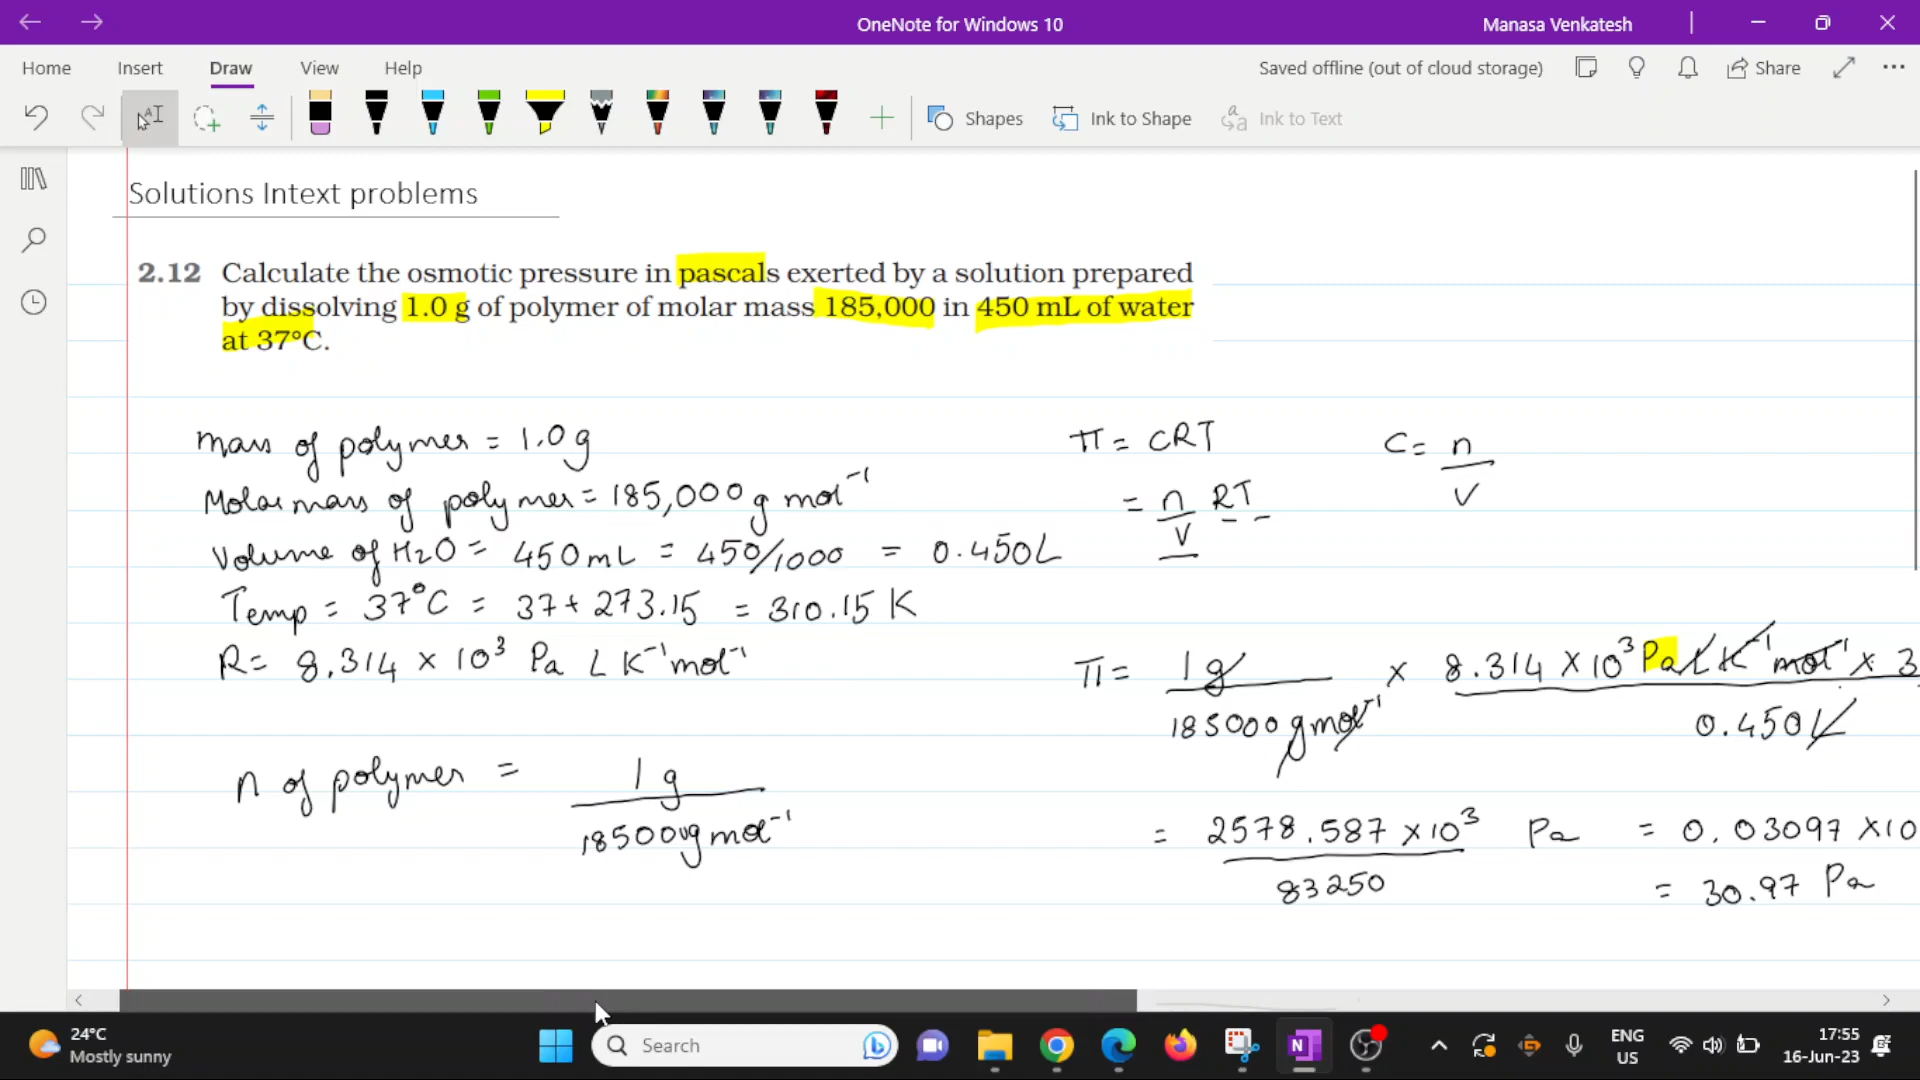 OneNote for Windows 10
Manasa Venkatesh
Home Insert Draw View Help
Saved offline (out of cloud storage)
Share
Shapes
Ink to Shape
Ink to Text
Solutions Intext problems
2.12 Calculate the osmotic pressure in pascals exerted by a solution prepared
by dissolving 1.0 g of polymer of molar mass 185,000 in 450 mL of water
at 37°C.
Mass of polymer = 1.0 g
Molar mass of polymer = 185,000 g mol⁻¹
Volume of H2O = 450 mL = 450/1000 = 0.450L
Temp = 37°C = 37 + 273.15 = 310.15 K
R = 8.314 × 10³ Pa L K⁻¹ mol⁻¹
n of polymer = 1 g
185000 g mol⁻¹
π = CRT C = n
V
= n RT
V
π = 1 g × 8.314 × 10³ Pa L K⁻¹ mol⁻¹ × 3
185000 g mol⁻¹ 0.450 L
= 2578.587 × 10³ Pa = 0.03097 × 10
83250
= 30.97 Pa
24°C
Mostly sunny
Search
ENG
US
17:55
16-Jun-23